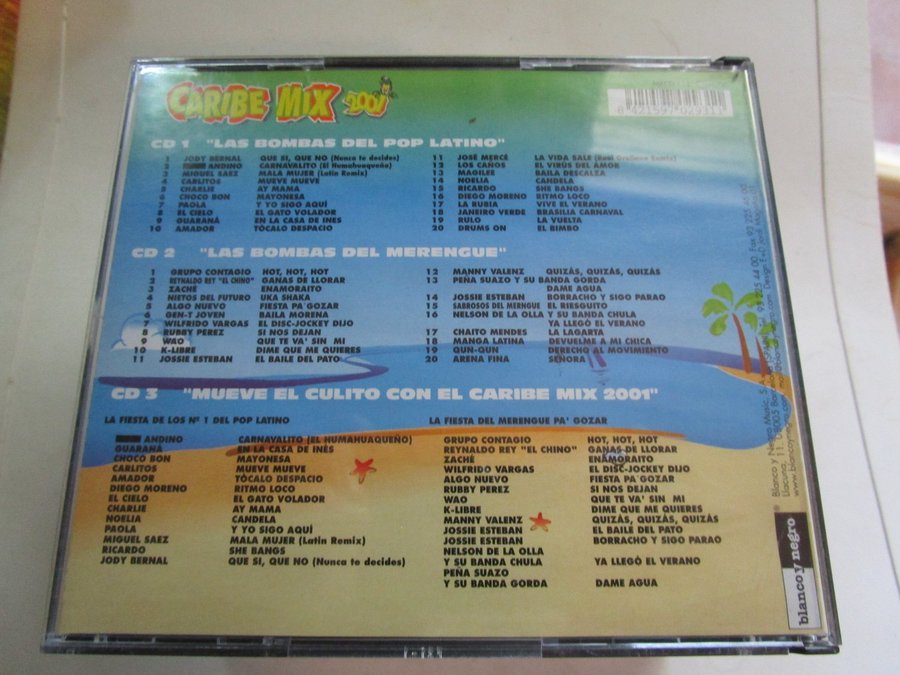 CARIBE MIX 2001
CD 1 "LAS BOMBAS DEL POP LATINO"
1 JODY BERNAL QUE SI, QUE NO (Nunca te decides)
2 ANDINO CARNAVALITO (El Humahuaqueño)
3 MIGUEL SAEZ MALA MUJER (Latin Remix)
4 CARLITOS MUEVE MUEVE
5 CHARLIE AY MAMA
6 CHOCO BON MAYONESA
7 PAOLA Y YO SIGO AQUÍ
8 EL CIELO EL GATO VOLADOR
9 GUARANÁ EN LA CASA DE INES
10 AMADOR TÓCALO DESPACIO
11 JOSÉ MERCÉ LA VIDA SALE (Raul Orellana Remix)
12 LOS CAÑOS EL VIRUS DEL AMOR
13 MAGILEE BAILA DESCALZA
14 NOELIA CANDELA
15 RICARDO SHE BANGS
16 DIEGO MORENO RITMO LOCO
17 LA RUBIA VIVE EL VERANO
18 JANEIRO VERDE BRASILIA CARNAVAL
19 RULO LA VUELTA
20 DRUMS ON EL BIMBO
CD 2 "LAS BOMBAS DEL MERENGUE"
1 GRUPO CONTAGIO HOT, HOT, HOT
2 REYNALDO REY "EL CHINO" GANAS DE LLORAR
3 ZACHÉ ENAMORAITO
4 NIETOS DEL FUTURO UKA SHAKA
5 ALGO NUEVO FIESTA PA'GOZAR
6 GEN-T JOVEN BAILA MORENA
7 WILFRIDO VARGAS EL DISC-JOCKEY DIJO
8 RUBBY PEREZ SI NOS DEJAN
9 WAO QUE TE VA' SIN MI
10 K-LIBRE DIME QUE ME QUIERES
11 JOSSIE ESTEBAN EL BAILE DEL PATO
12 MANNY VALENZ QUIZÁS, QUIZÁS, QUIZÁS
13 PEÑA SUAZO Y SU BANDA GORDA
DAME AGUA
14 JOSSIE ESTEBAN BORRACHO Y SIGO PARAO
15 SABROSOS DEL MERENGUE EL BIESGUITO
16 NELSON DE LA OLLA Y SU BANDA CHULA
YA LLEGÓ EL VERANO
17 CHAITO MENDES LA LAGARTA
18 MANGA LATINA DEVUELME A MI CHICA
19 QUN-QUN DERECHO AL MOVIMIENTO
20 ARENA FINA SEÑORA
CD 3 "MUEVE EL CULITO CON EL CARIBE MIX 2001"
LA FIESTA DE LOS Nº 1 DEL POP LATINO
ANDINO CARNAVALITO (EL HUMAHUAQUEÑO)
GUARANÁ EN LA CASA DE INÉS
CHOCO BON MAYONESA
CARLITOS MUEVE MUEVE
AMADOR TÓCALO DESPACIO
DIEGO MORENO RITMO LOCO
EL CIELO EL GATO VOLADOR
CHARLIE AY MAMA
NOELIA CANDELA
PAOLA Y YO SIGO AQUÍ
MIGUEL SAEZ MALA MUJER (Latin Remix)
RICARDO SHE BANGS
JODY BERNAL QUE SI, QUE NO (Nunca te decides)
LA FIESTA DEL MERENGUE PA' GOZAR
GRUPO CONTAGIO HOT, HOT, HOT
REYNALDO REY "EL CHINO" GANAS DE LLORAR
ZACHÉ ENAMORAÍTO
WILFRIDO VARGAS EL DISC-JOCKEY DIJO
ALGO NUEVO FIESTA PA'GOZAR
RUBBY PEREZ SI NOS DEJAN
WAO QUE TE VA' SIN MI
K-LIBRE DIME QUE ME QUIERES
MANNY VALENZ QUIZÁS, QUIZÁS, QUIZÁS
JOSSIE ESTEBAN EL BAILE DEL PATO
JOSSIE ESTEBAN BORRACHO Y SIGO PARAO
NELSON DE LA OLLA
Y SU BANDA CHULA YA LLEGÓ EL VERANO
PEÑA SUAZO
Y SU BANDA GORDA DAME AGUA
8 421597 029311
Blanco y Negro Music, S.A.
www.blancoynegro.com
blanco y negro